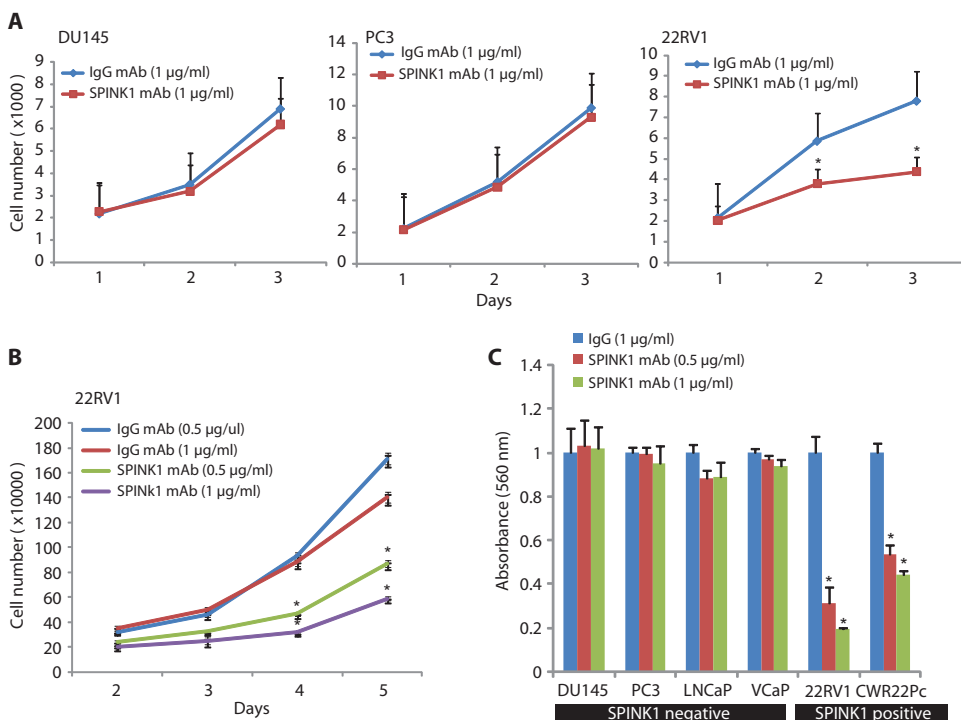 A
DU145
IgG mAb (1 µg/ml)
SPINK1 mAb (1 µg/ml)
Cell number ( x1000)
9
8
7
6
5
4
3
2
1
0
1 2 3
PC3
IgG mAb (1 µg/ml)
SPINK1 mAb (1 µg/ml)
14
12
10
8
6
4
2
0
1 2 3
Days
22RV1
IgG mAb (1 µg/ml)
SPINK1 mAb (1 µg/ml)
10
9
8
7
6
5
4
3
2
1
0
* *
1 2 3
B
22RV1
IgG mAb (0.5 µg/ul)
IgG mAb (1 µg/ml)
SPINK1 mAb (0.5 µg/ml)
SPINk1 mAb (1 µg/ml)
Cell number ( x10000)
200
180
160
140
120
100
80
60
40
20
0
* *
* *
2 3 4 5
Days
C
IgG (1 µg/ml)
SPINK1 mAb (0.5 µg/ml)
SPINK1 mAb (1 µg/ml)
Absorbance (560 nm)
1.4
1.2
1
0.8
0.6
0.4
0.2
0
* * * *
DU145 PC3 LNCaP VCaP 22RV1 CWR22Pc
SPINK1 negative SPINK1 positive